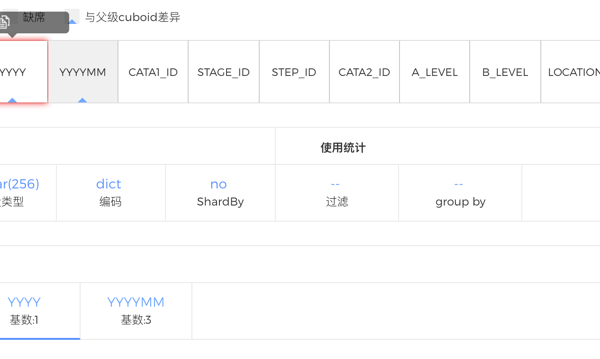 缺席 与父级cuboid差异
YYYY YYYYMM CATA1_ID STAGE_ID STEP_ID CATA2_ID A_LEVEL B_LEVEL LOCATION
使用统计
ar(256) dict no -- --
类型 编码 ShardBy 过滤 group by
YYYY YYYYMM
基数:1 基数:3